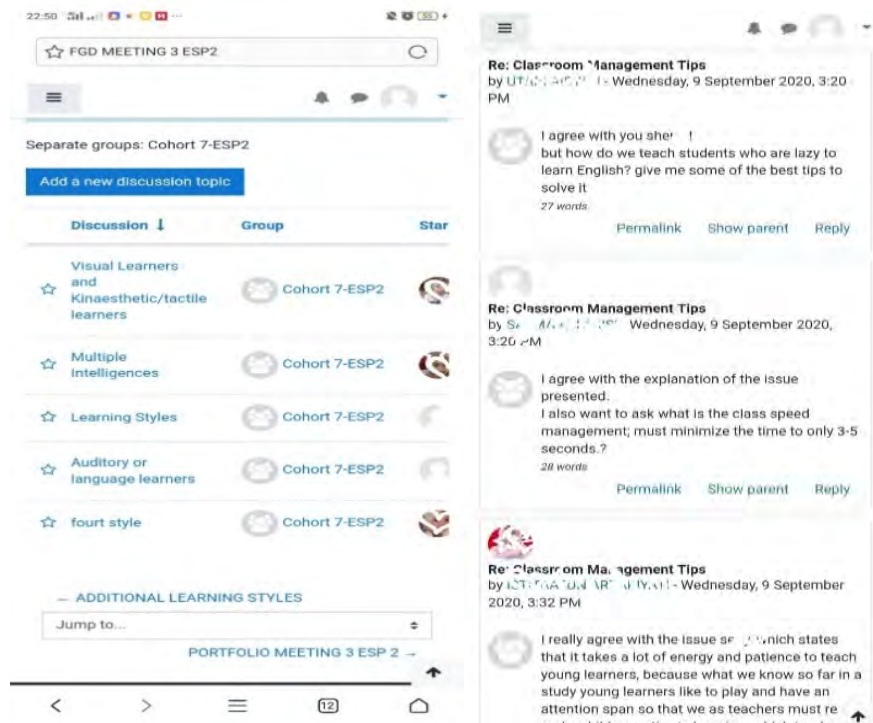 22:50
55
FGD MEETING 3 ESP2
Separate groups: Cohort 7-ESP2
Add a new discussion topic
Discussion ↓ Group Star
Visual Learners
and
Kinaesthetic/tactile
learners
Cohort 7-ESP2
Multiple
Intelligences
Cohort 7-ESP2
Learning Styles Cohort 7-ESP2
Auditory or
language learners
Cohort 7-ESP2
fourt style Cohort 7-ESP2
← ADDITIONAL LEARNING STYLES
Jump to...
PORTFOLIO MEETING 3 ESP 2 →
12
Re: Classroom Management Tips
by - Wednesday, 9 September 2020, 3:20
PM
I agree with you
but how do we teach students who are lazy to
learn English? give me some of the best tips to
solve it
27 words
Permalink Show parent Reply
Re: Classroom Management Tips
by Wednesday, 9 September 2020,
3:20 PM
I agree with the explanation of the issue
presented.
I also want to ask what is the class speed
management; must minimize the time to only 3-5
seconds.?
28 words
Permalink Show parent Reply
Re: Classroom Management Tips
by - Wednesday, 9 September
2020, 3:32 PM
I really agree with the issue which states
that it takes a lot of energy and patience to teach
young learners, because what we know so far in a
study young learners like to play and have an
attention span so that we as teachers must re